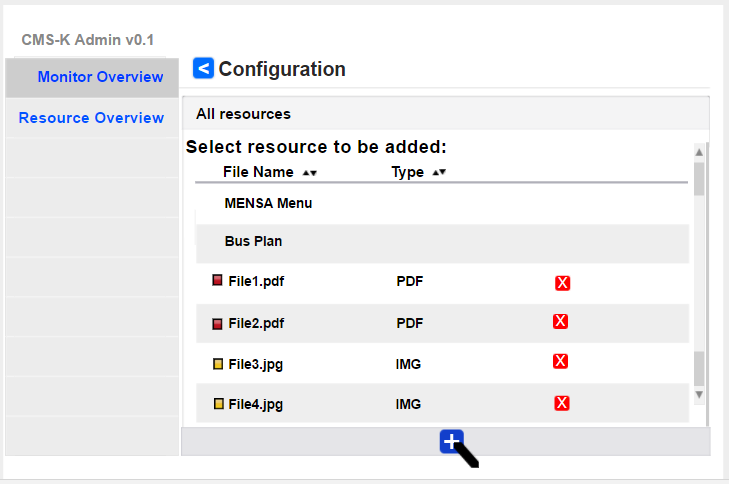 CMS-K Admin v0.1
Monitor Overview
Resource Overview
< Configuration
All resources
Select resource to be added:
File Name ▲▼ Type ▲▼
MENSA Menu
Bus Plan
File1.pdf PDF X
File2.pdf PDF X
File3.jpg IMG X
File4.jpg IMG X
+